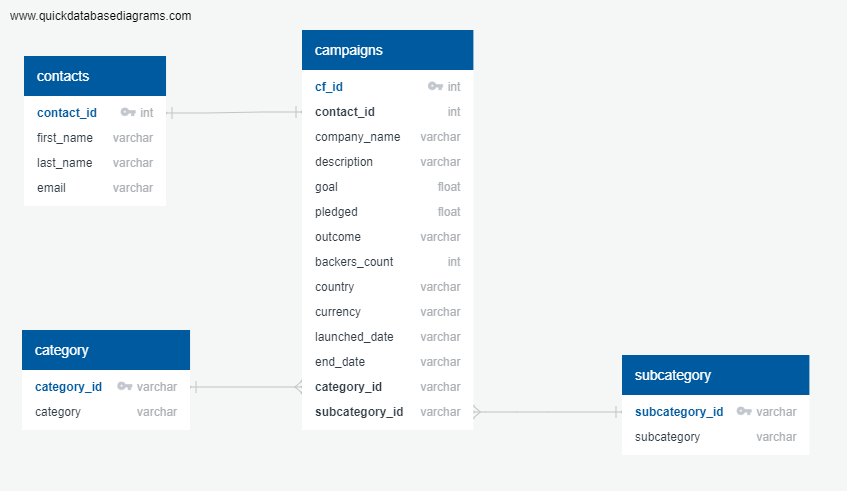 www.quickdatabasediagrams.com
contacts
contact_id int
first_name varchar
last_name varchar
email varchar
campaigns
cf_id int
contact_id int
company_name varchar
description varchar
goal float
pledged float
outcome varchar
backers_count int
country varchar
currency varchar
launched_date varchar
end_date varchar
category_id varchar
subcategory_id varchar
category
category_id varchar
category varchar
subcategory
subcategory_id varchar
subcategory varchar